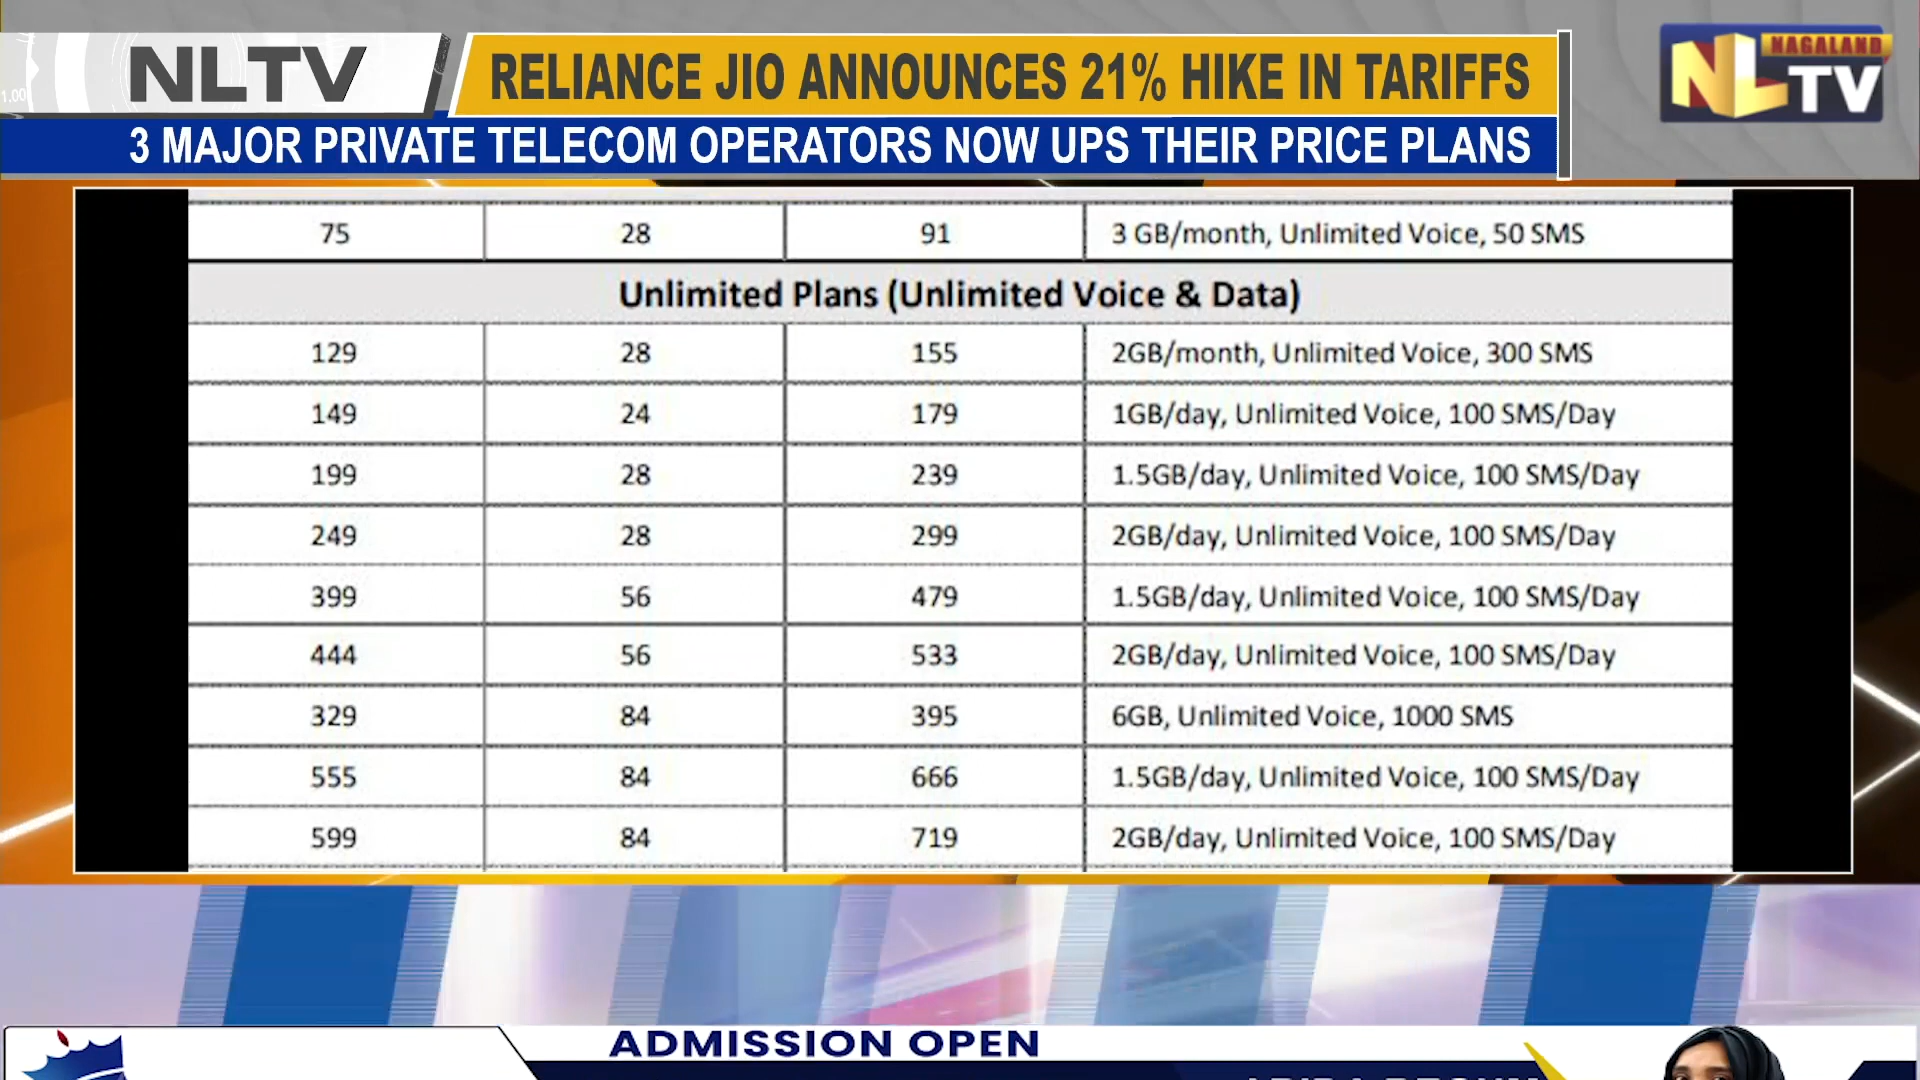 NLTV
RELIANCE JIO ANNOUNCES 21% HIKE IN TARIFFS
NAGALAND
NL TV
1.00
3 MAJOR PRIVATE TELECOM OPERATORS NOW UPS THEIR PRICE PLANS
75 28 91 3 GB/month, Unlimited Voice, 50 SMS
Unlimited Plans (Unlimited Voice & Data)
129 28 155 2GB/month, Unlimited Voice, 300 SMS
149 24 179 1GB/day, Unlimited Voice, 100 SMS/Day
199 28 239 1.5GB/day, Unlimited Voice, 100 SMS/Day
249 28 299 2GB/day, Unlimited Voice, 100 SMS/Day
399 56 479 1.5GB/day, Unlimited Voice, 100 SMS/Day
444 56 533 2GB/day, Unlimited Voice, 100 SMS/Day
329 84 395 6GB, Unlimited Voice, 1000 SMS
555 84 666 1.5GB/day, Unlimited Voice, 100 SMS/Day
599 84 719 2GB/day, Unlimited Voice, 100 SMS/Day
ADMISSION OPEN